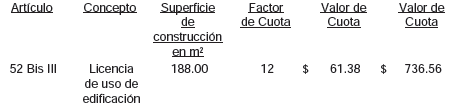 Artículo Concepto Superficie Factor Valor de Valor de
de de Cuota Cuota Cuota
construcción
en m²
52 Bis III Licencia 188.00 12 $ 61.38 $ 736.56
de uso de
edificación